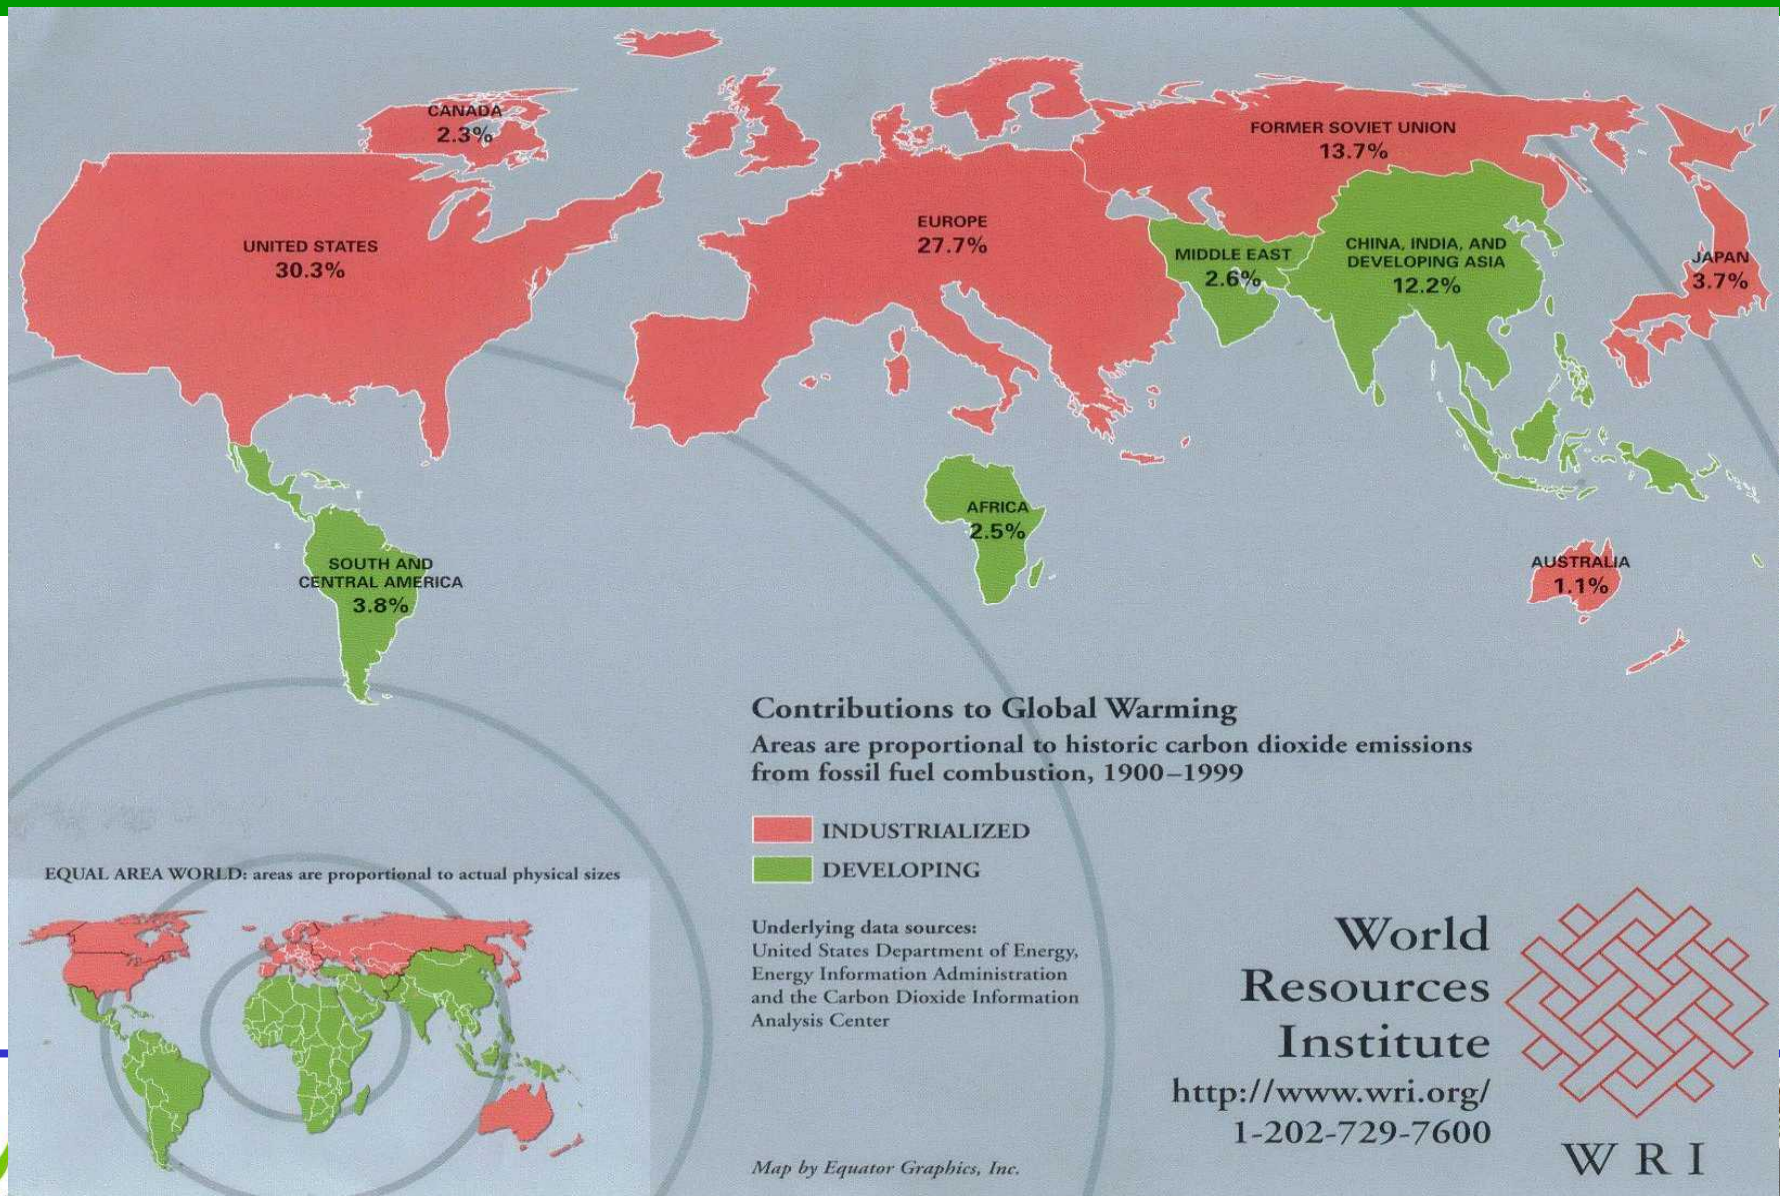 CANADA
2.3%
FORMER SOVIET UNION
13.7%
UNITED STATES
30.3%
EUROPE
27.7%
MIDDLE EAST
2.6%
CHINA, INDIA, AND
DEVELOPING ASIA
12.2%
JAPAN
3.7%
AFRICA
2.5%
SOUTH AND
CENTRAL AMERICA
3.8%
AUSTRALIA
1.1%
Contributions to Global Warming
Areas are proportional to historic carbon dioxide emissions
from fossil fuel combustion, 1900–1999
INDUSTRIALIZED
DEVELOPING
EQUAL AREA WORLD: areas are proportional to actual physical sizes
Underlying data sources:
United States Department of Energy,
Energy Information Administration
and the Carbon Dioxide Information
Analysis Center
Map by Equator Graphics, Inc.
World
Resources
Institute
http://www.wri.org/
1-202-729-7600
WRI